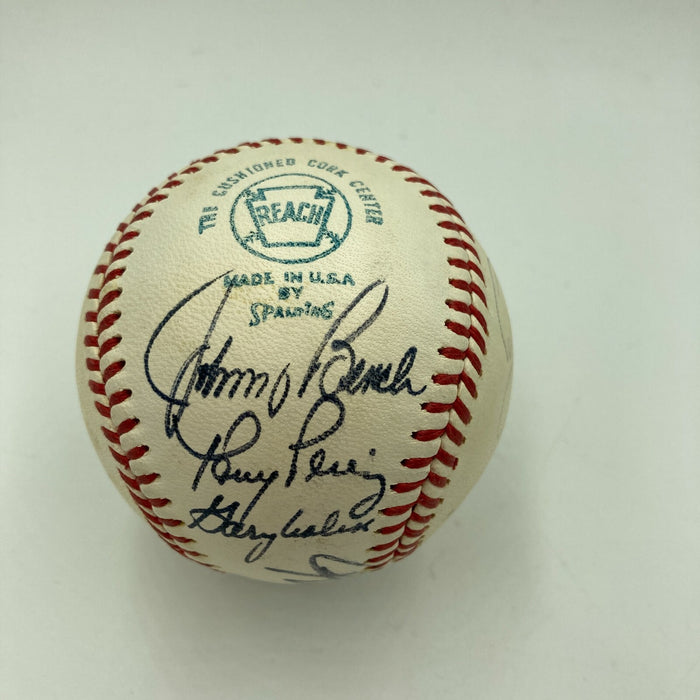 THE CUSHIONED CORK CENTER
REACH
MADE IN U.S.A
BY
SPALDING
Johnny Bench
Tony Perez
Gary Nolan